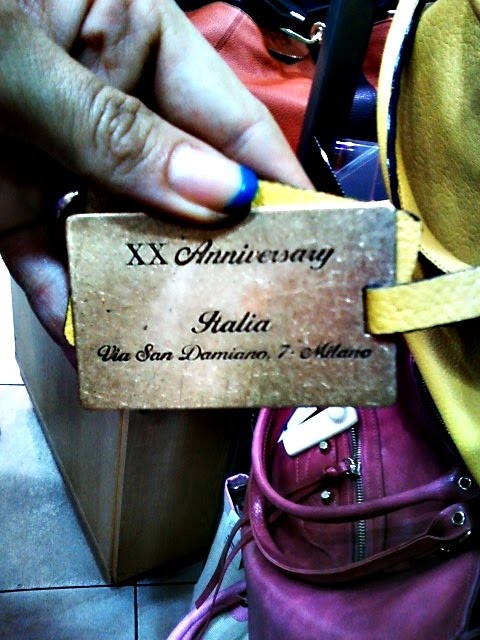 XX Anniversary
Italia
Via San Damiano, 7 - Milano